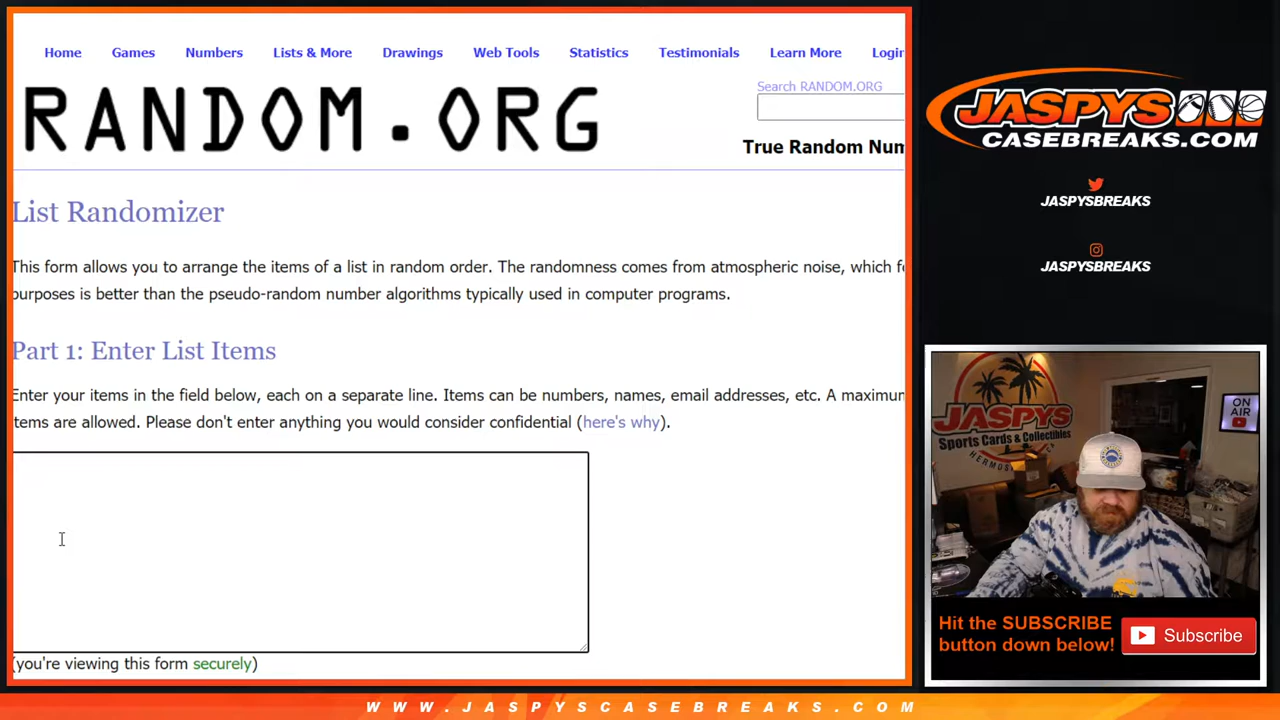 Home Games Numbers Lists & More Drawings Web Tools Statistics Testimonials Learn More Login
RANDOM.ORG
Search RANDOM.ORG
True Random Num
List Randomizer
This form allows you to arrange the items of a list in random order. The randomness comes from atmospheric noise, which f
purposes is better than the pseudo-random number algorithms typically used in computer programs.
Part 1: Enter List Items
Enter your items in the field below, each on a separate line. Items can be numbers, names, email addresses, etc. A maximum
items are allowed. Please don't enter anything you would consider confidential (here's why).
(you're viewing this form securely)
JASPYS
CASEBREAKS.COM
JASPYSBREAKS
JASPYSBREAKS
JASPYS
Sports Cards & Collectibles
HERMOS
ON
AIR
Hit the SUBSCRIBE
button down below!
Subscribe
WWW.JASPYSCASEBREAKS.COM